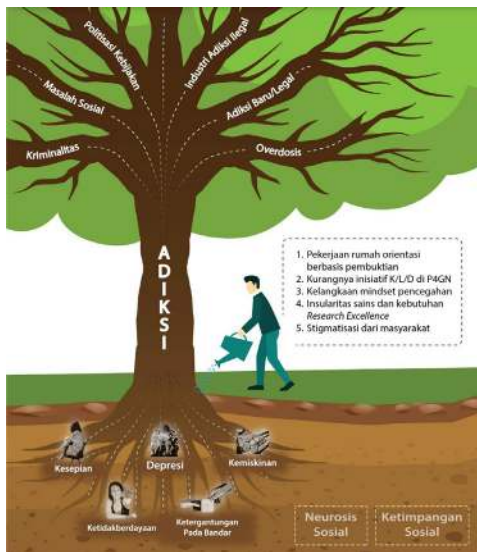 Politisasi Kebijakan
Industri Adiksi Ilegal
Masalah Sosial
Adiksi Baru/Legal
Kriminalitas
Overdosis
ADIKSI
1. Pekerjaan rumah orientasi
berbasis pembuktian
2. Kurangnya inisiatif K/L/D di P4GN
3. Kelangkaan mindset pencegahan
4. Insularitas sains dan kebutuhan
Research Excellence
5. Stigmatisasi dari masyarakat
Kesepian
Depresi
Kemiskinan
Ketidakberdayaan
Ketergantungan
Pada Bandar
Neurosis
Sosial
Ketimpangan
Sosial